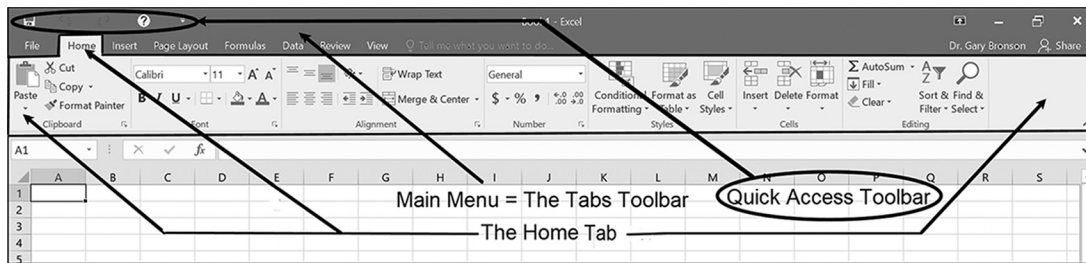 Book1 - Excel
File Home Insert Page Layout Formulas Data Review View Tell me what you want to do... Dr. Gary Bronson Share
Cut Calibri 11 A A Wrap Text General Σ AutoSum
Copy Fill
Paste Format Painter B I U A Merge & Center $ % , .0 .00 Conditional Format as Cell Insert Delete Format Clear Sort & Find &
Formatting Table Styles Filter Select
Clipboard Font Alignment Number Styles Cells Editing
A1 fx
A B C D E F G H I J K L M N O P Q R S
1 Main Menu = The Tabs Toolbar Quick Access Toolbar
2
3 The Home Tab
4
5